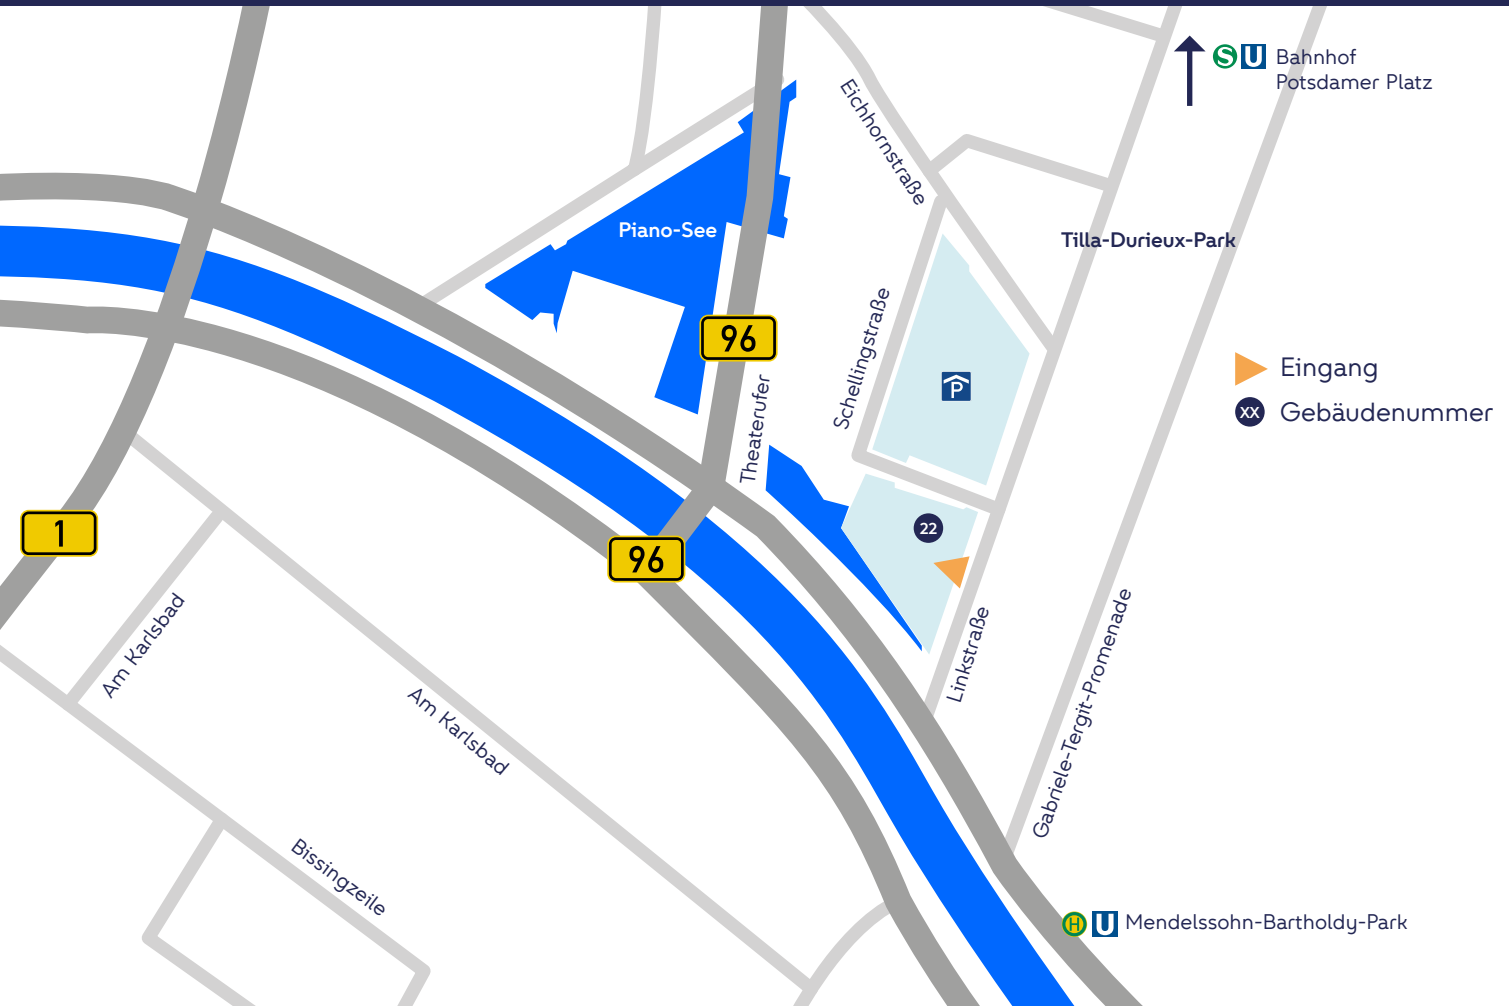 S U Bahnhof
Potsdamer Platz
Eichhornstraße
Piano-See
Tilla-Durieux-Park
Schellingstraße
96
Theaterufer
P
Eingang
XX Gebäudenummer
1
96
22
Am Karlsbad
Linkstraße
Gabriele-Tergit-Promenade
Am Karlsbad
Bissingzeile
H U Mendelssohn-Bartholdy-Park